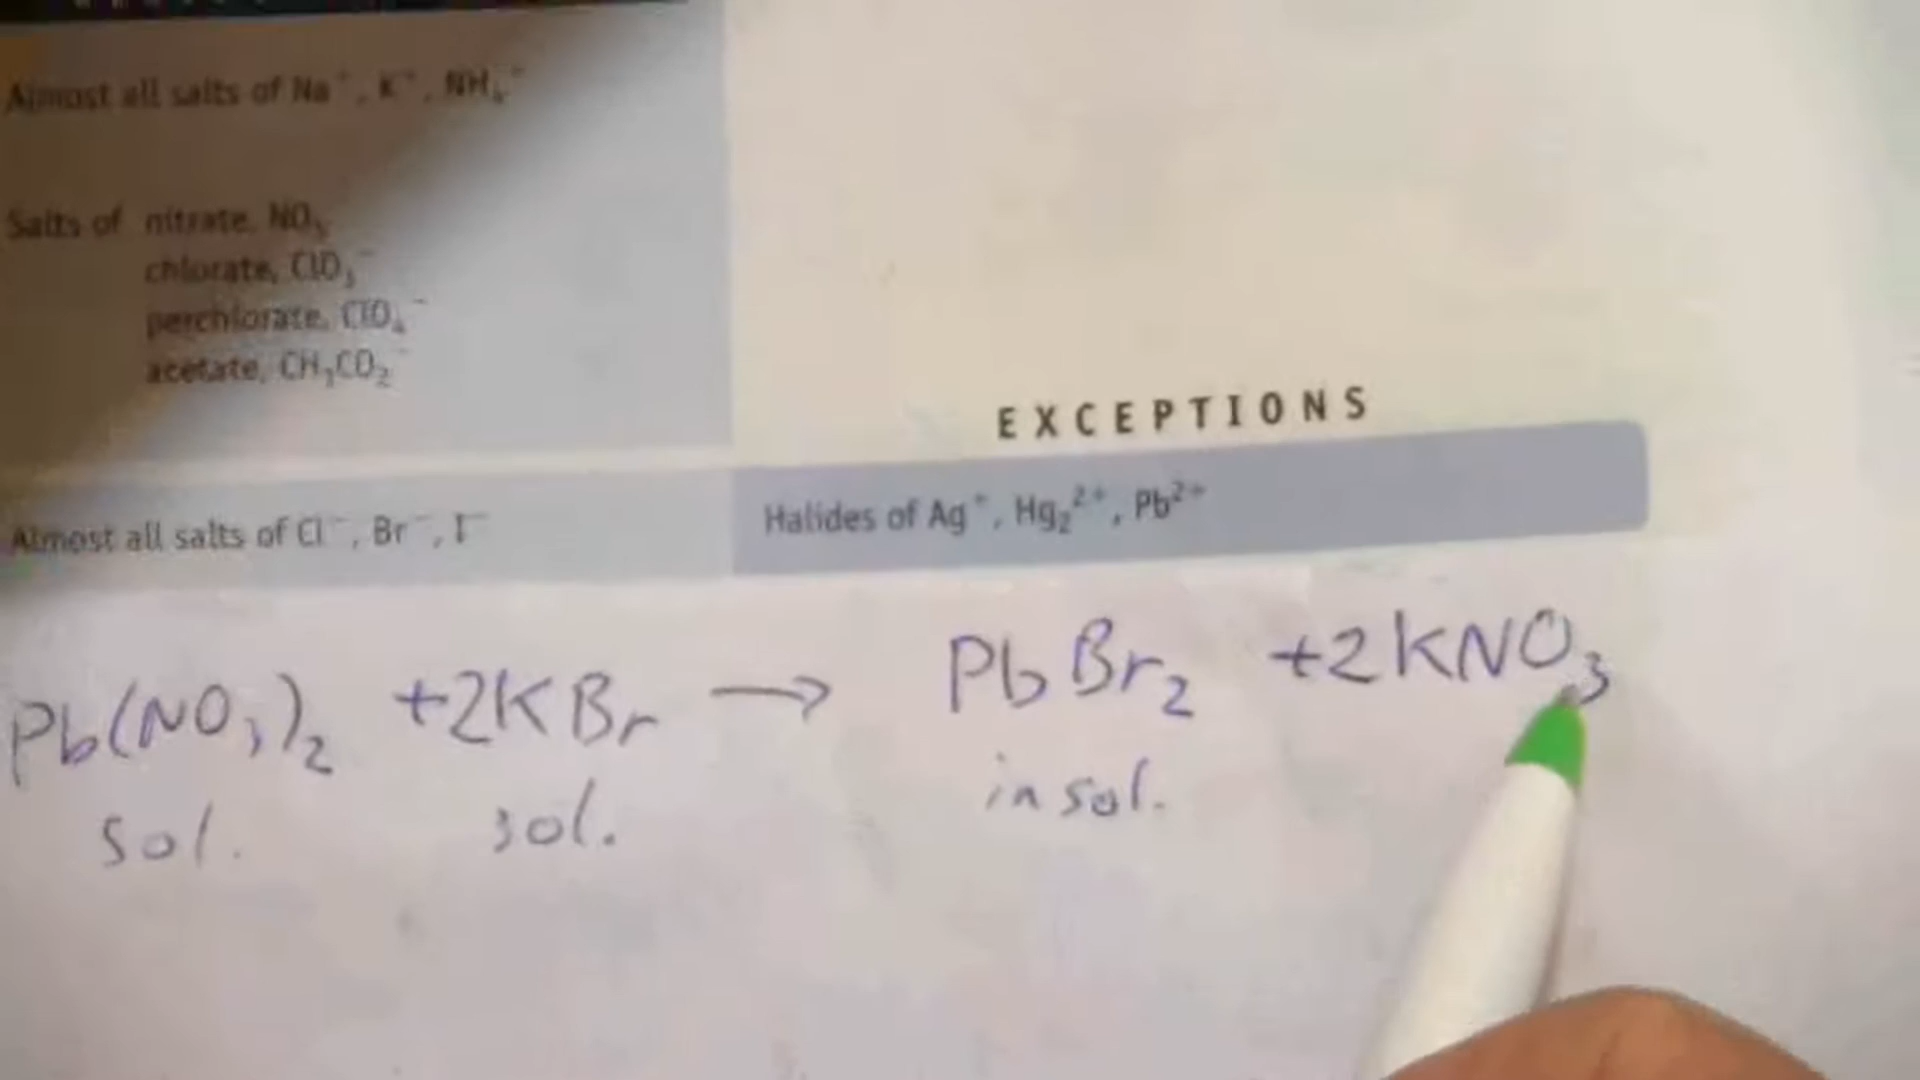 Almost all salts of Na⁺, K⁺, NH₄⁺
Salts of nitrate, NO₃⁻
chlorate, ClO₃⁻
perchlorate, ClO₄⁻
acetate, CH₃CO₂⁻
EXCEPTIONS
Almost all salts of Cl⁻, Br⁻, I⁻ Halides of Ag⁺, Hg₂²⁺, Pb²⁺
Pb(NO₃)₂ +2KBr → PbBr₂ +2KNO₃
sol. sol. insol.